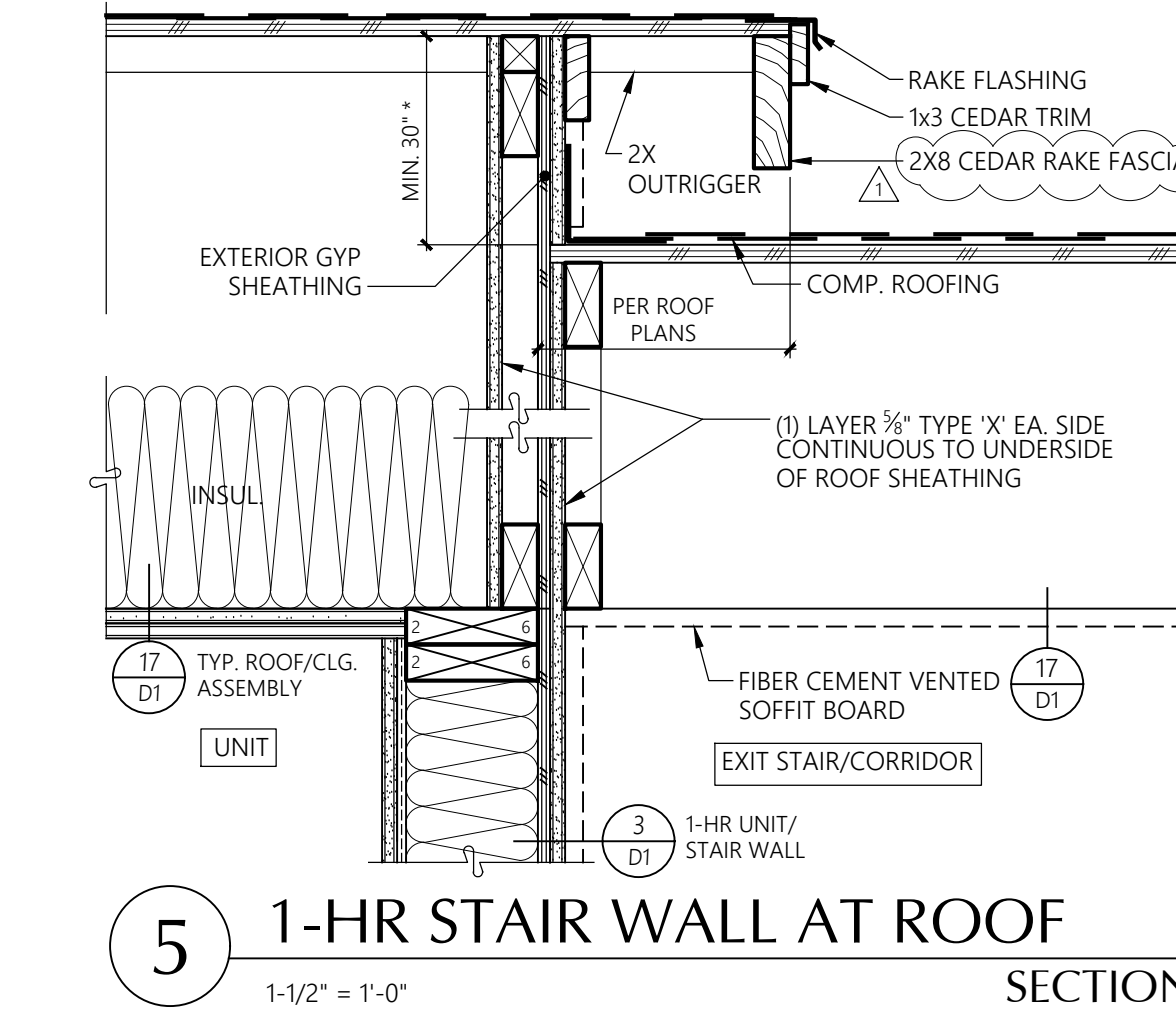 RAKE FLASHING
1x3 CEDAR TRIM
2X8 CEDAR RAKE FASCIA
1
MIN. 30" *
2X
OUTRIGGER
EXTERIOR GYP
SHEATHING
COMP. ROOFING
PER ROOF
PLANS
(1) LAYER ⅝" TYPE 'X' EA. SIDE
CONTINUOUS TO UNDERSIDE
OF ROOF SHEATHING
INSUL.
2 6
2 6
17
D1
TYP. ROOF/CLG.
ASSEMBLY
FIBER CEMENT VENTED
SOFFIT BOARD
17
D1
UNIT
EXIT STAIR/CORRIDOR
3
D1
1-HR UNIT/
STAIR WALL
5
1-HR STAIR WALL AT ROOF
1-1/2" = 1'-0"
SECTION